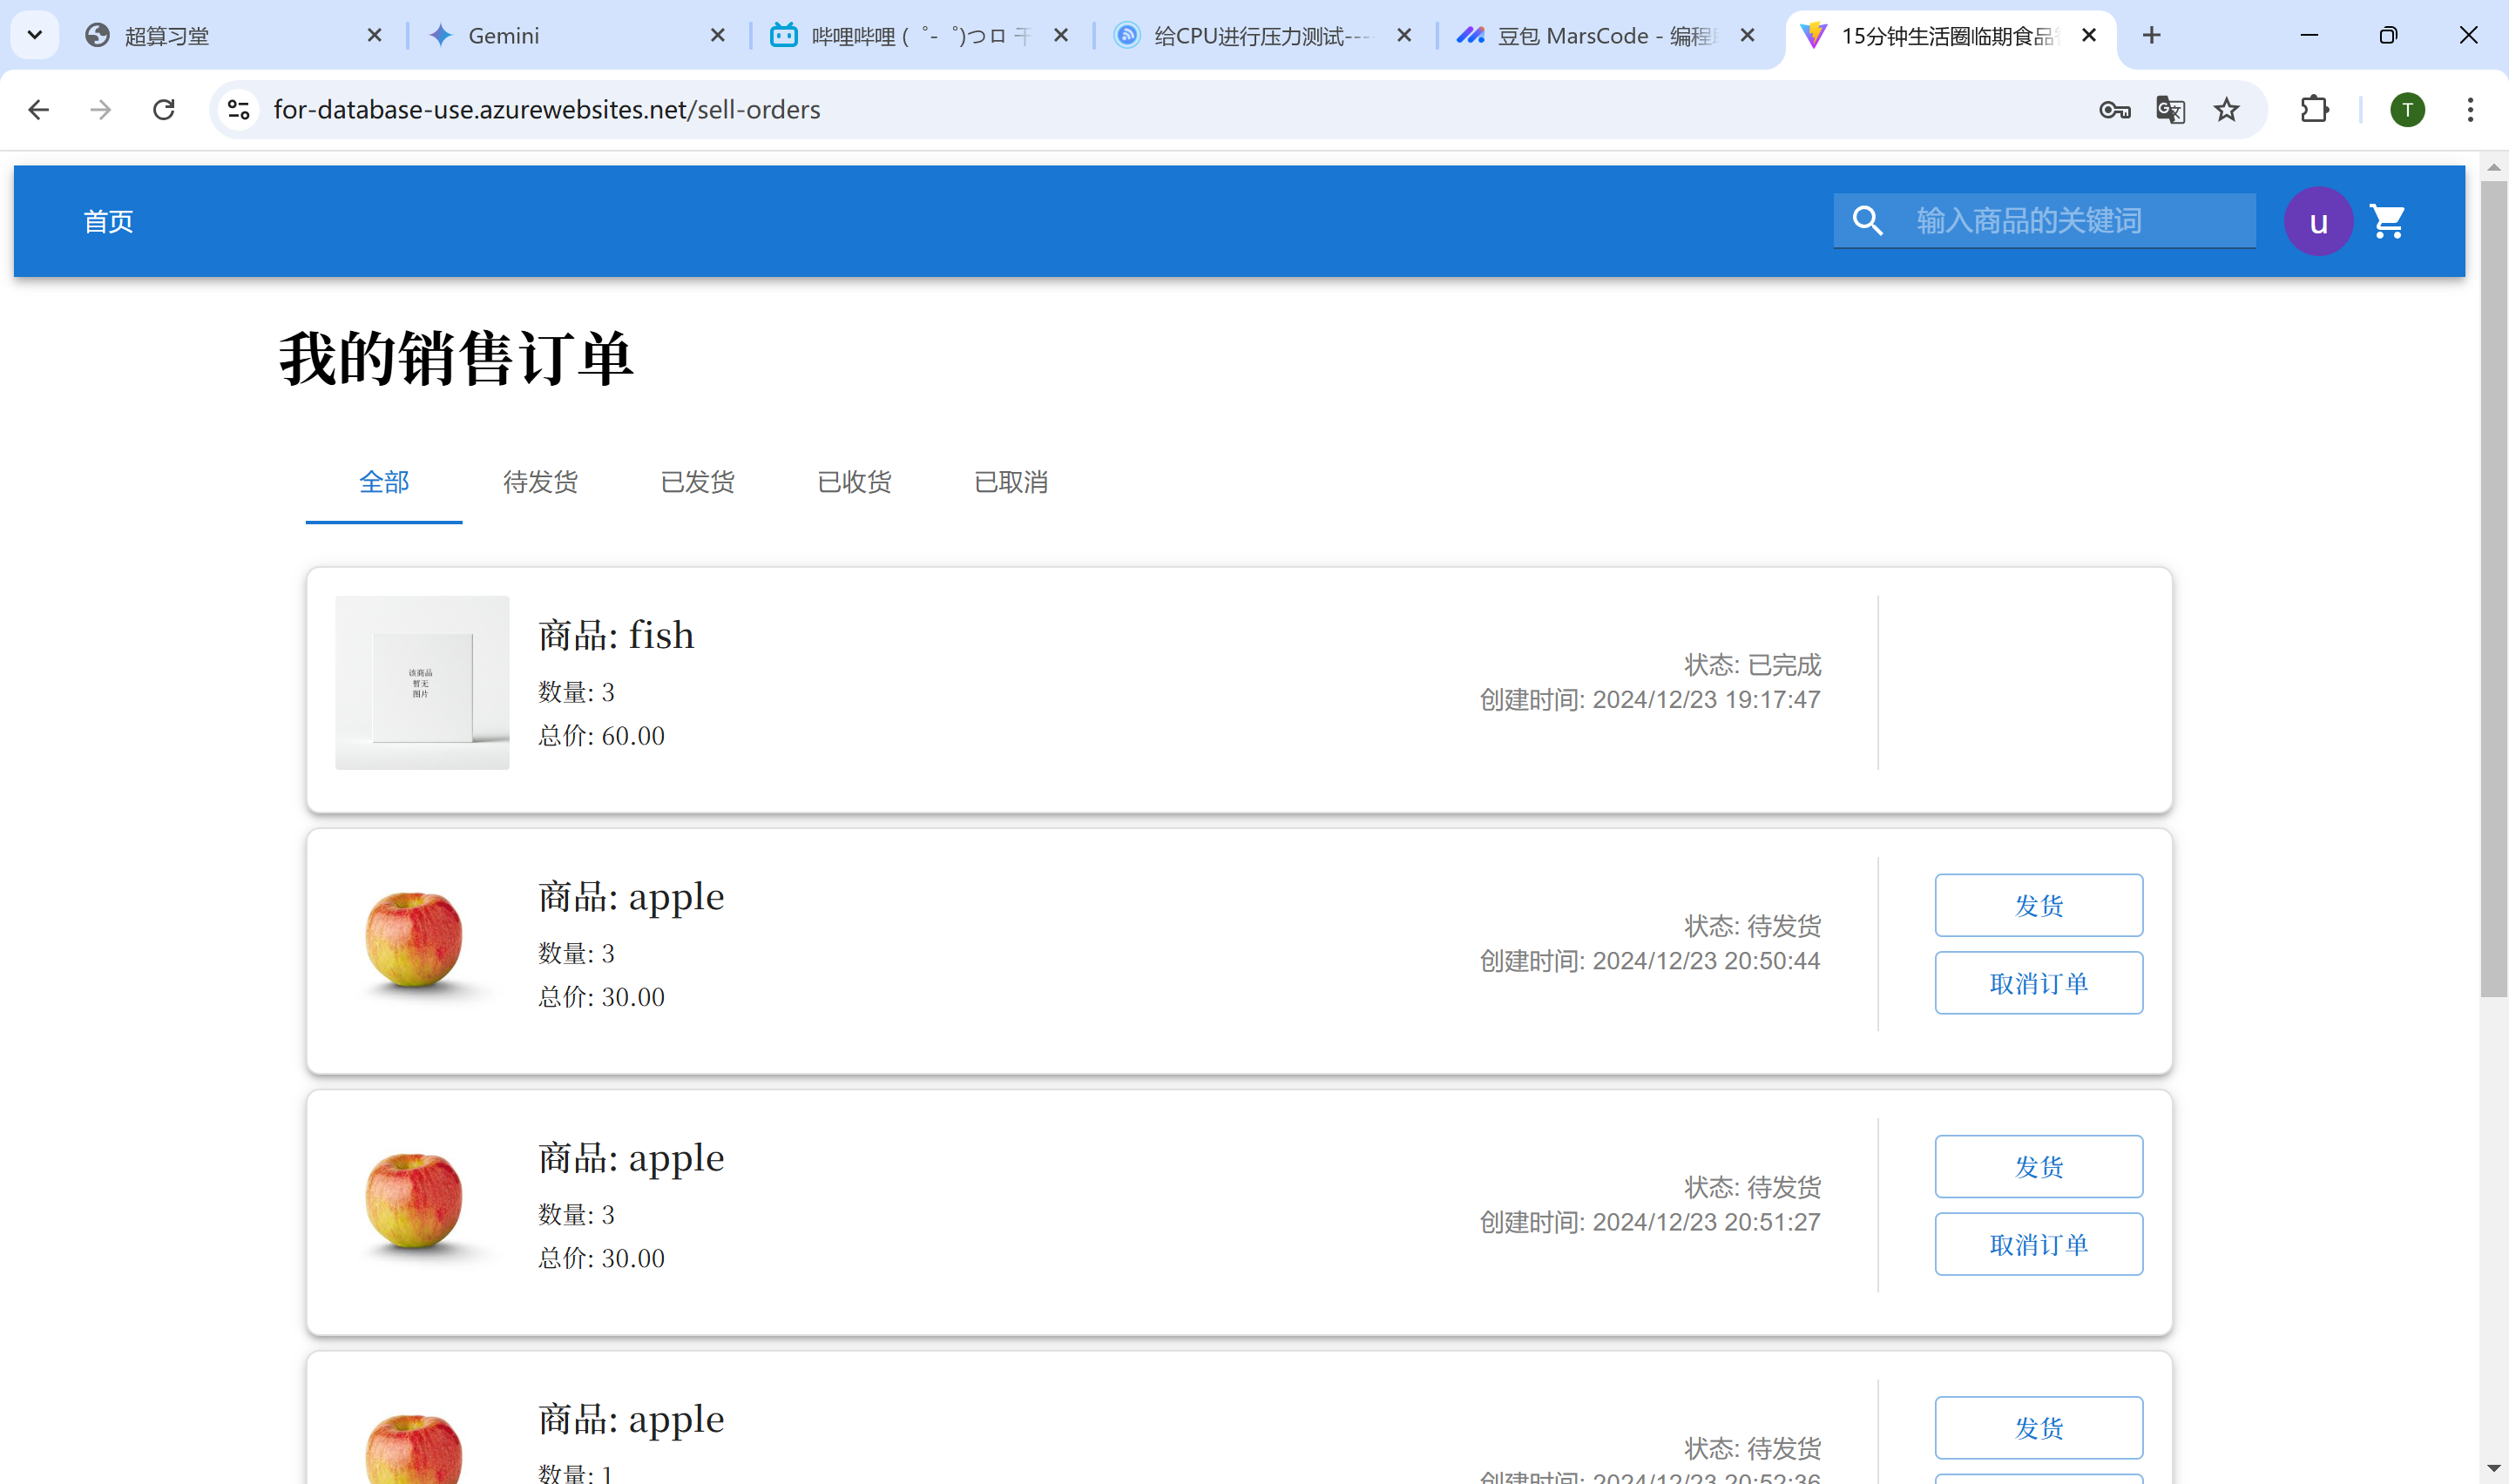 超算习堂
Gemini
哔哩哔哩 (゜-゜)つロ 干
给CPU进行压力测试----
豆包 MarsCode - 编程
15分钟生活圈临期食品
for-database-use.azurewebsites.net/sell-orders
T
首页
输入商品的关键词
u
我的销售订单
全部
待发货
已发货
已收货
已取消
该商品
暂无
图片
商品: fish
数量: 3
总价: 60.00
状态: 已完成
创建时间: 2024/12/23 19:17:47
商品: apple
数量: 3
总价: 30.00
状态: 待发货
创建时间: 2024/12/23 20:50:44
发货
取消订单
商品: apple
数量: 3
总价: 30.00
状态: 待发货
创建时间: 2024/12/23 20:51:27
发货
取消订单
商品: apple
数量: 1
状态: 待发货
创建时间: 2024/12/23 20:52:36
发货